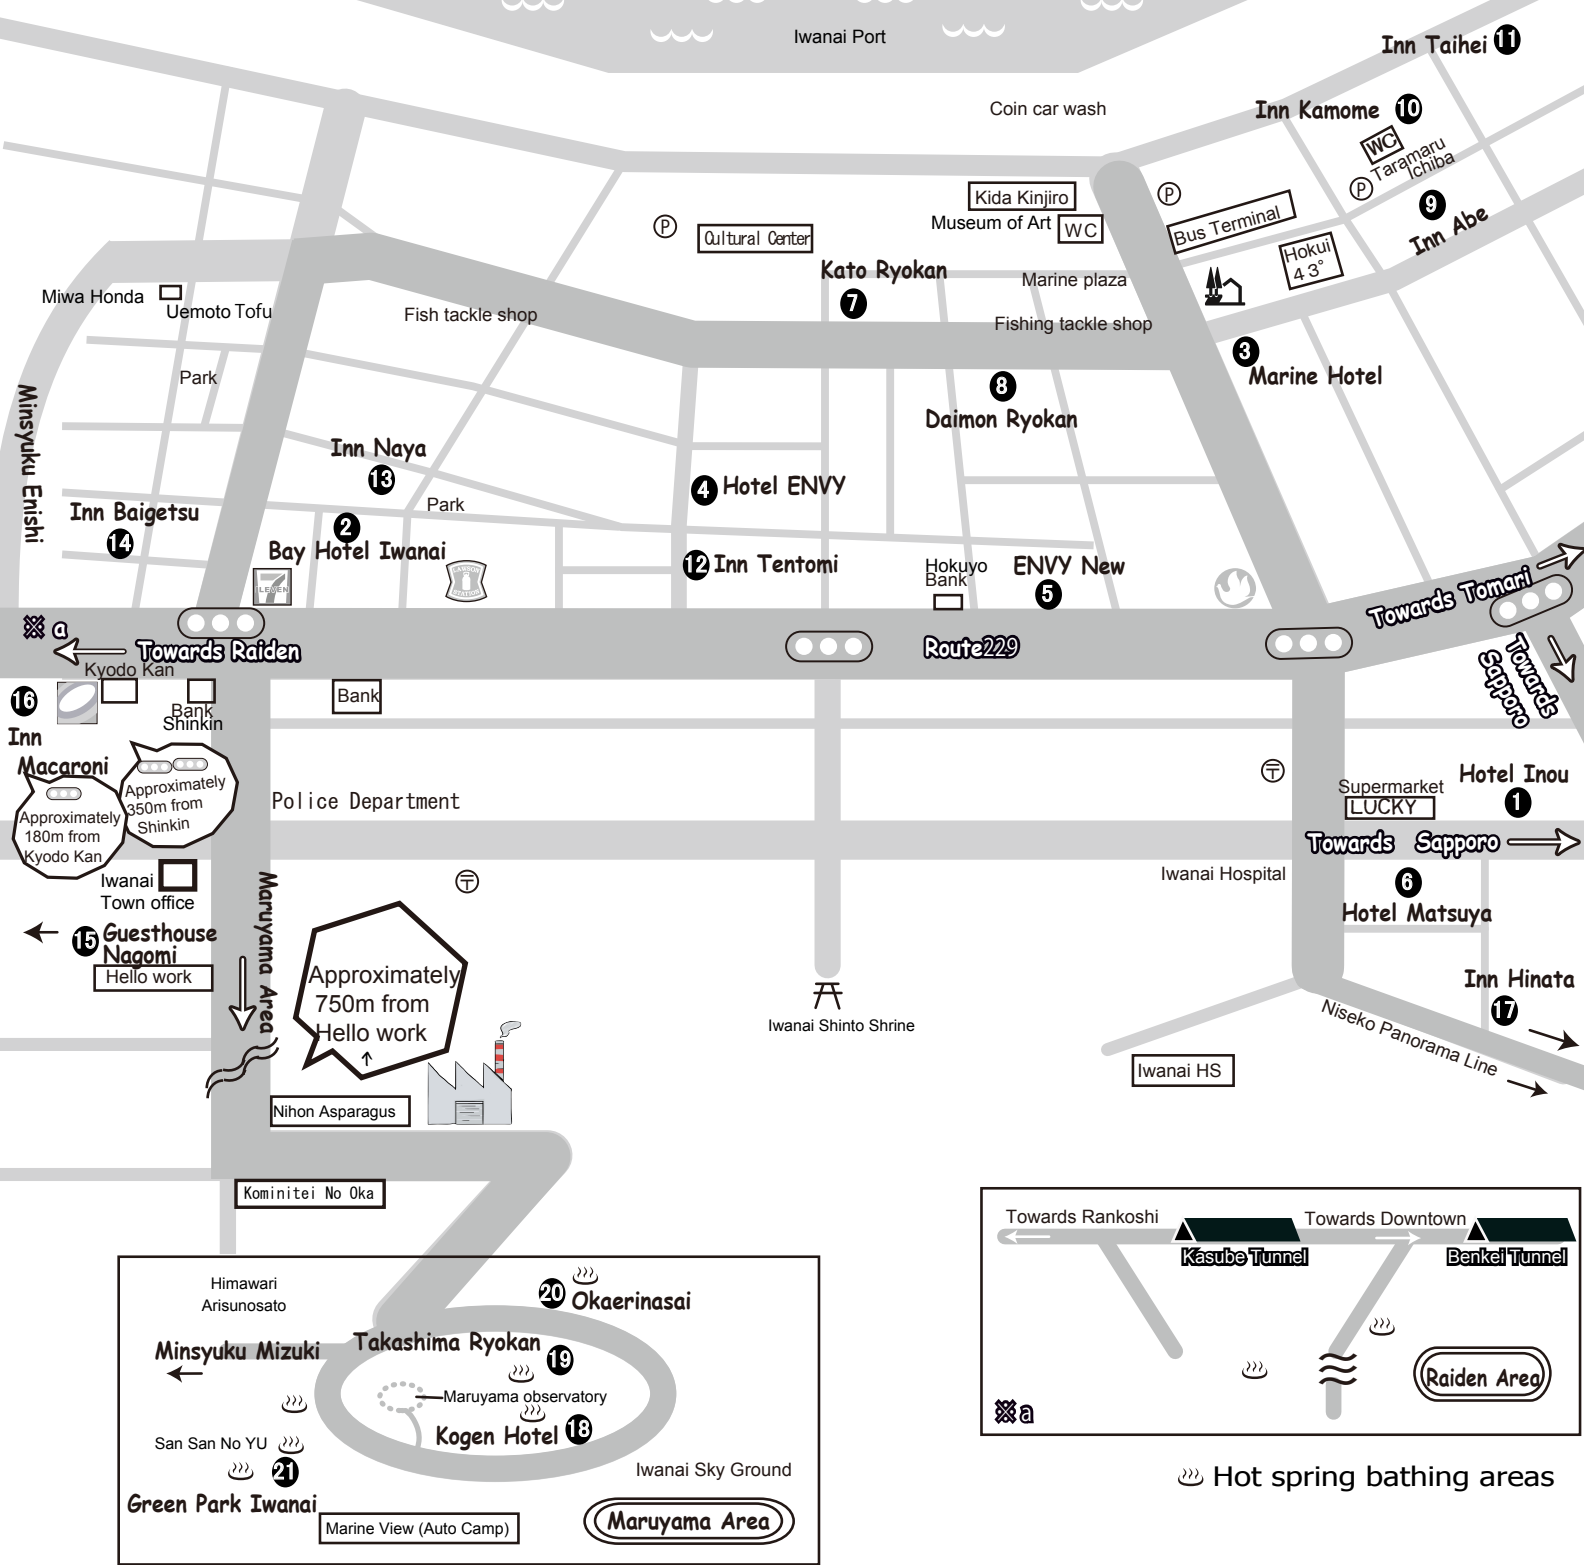 Iwanai Port
Inn Taihei 11
Coin car wash
Inn Kamome 10
WC
Taramaru
Ichiba
P
P
P
9
Inn Abe
Kida Kinjiro
Museum of Art
WC
Bus Terminal
Hokui
43°
Cultural Center
Kato Ryokan
7
Marine plaza
Fishing tackle shop
Miwa Honda
Uemoto Tofu
Fish tackle shop
3
Marine Hotel
Park
8
Daimon Ryokan
Minsyuku Enishi
Inn Naya
13
Park
4 Hotel ENVY
Inn Baigetsu
14
2
Bay Hotel Iwanai
7
ELEVEN
LAWSON
STATION
12 Inn Tentomi
Hokuyo
Bank
ENVY New
5
Towards Tomari
※ a
Towards Raiden
Route229
Towards
Sapporo
Kyodo Kan
16
Inn
Macaroni
Bank
Shinkin
Bank
Approximately
350m from
Shinkin
Approximately
180m from
Kyodo Kan
Police Department
〒
Supermarket
LUCKY
Hotel Inou
1
Towards Sapporo
Iwanai Hospital
6
Hotel Matsuya
Iwanai
Town office
〒
15 Guesthouse
Nagomi
Hello work
Maruyama Area
Approximately
750m from
Hello work
Iwanai Shinto Shrine
Inn Hinata
17
Niseko Panorama Line
Iwanai HS
Nihon Asparagus
Kominitei No Oka
Himawari
Arisunosato
20 Okaerinasai
Minsyuku Mizuki
Takashima Ryokan
19
Maruyama observatory
Kogen Hotel 18
San San No YU
21
Green Park Iwanai
Iwanai Sky Ground
Marine View (Auto Camp)
Maruyama Area
Towards Rankoshi
Towards Downtown
Kasube Tunnel
Benkei Tunnel
Raiden Area
※a
Hot spring bathing areas